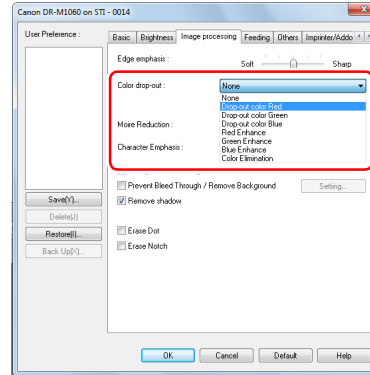 Canon DR-M1060 on STI - 0014
User Preference :
Basic Brightness Image processing Feeding Others Imprinter/Addo
Edge emphasis :
Soft Sharp
Color drop-out :
None
None
Drop-out color Red
Drop-out color Green
Drop-out color Blue
Red Enhance
Green Enhance
Blue Enhance
Color Elimination
Moire Reduction :
Character Emphasis :
Prevent Bleed Through / Remove Background Setting...
Remove shadow
Erase Dot
Erase Notch
Save(Y)...
Delete(J)
Restore(I)...
Back Up(X)...
OK Cancel Default Help